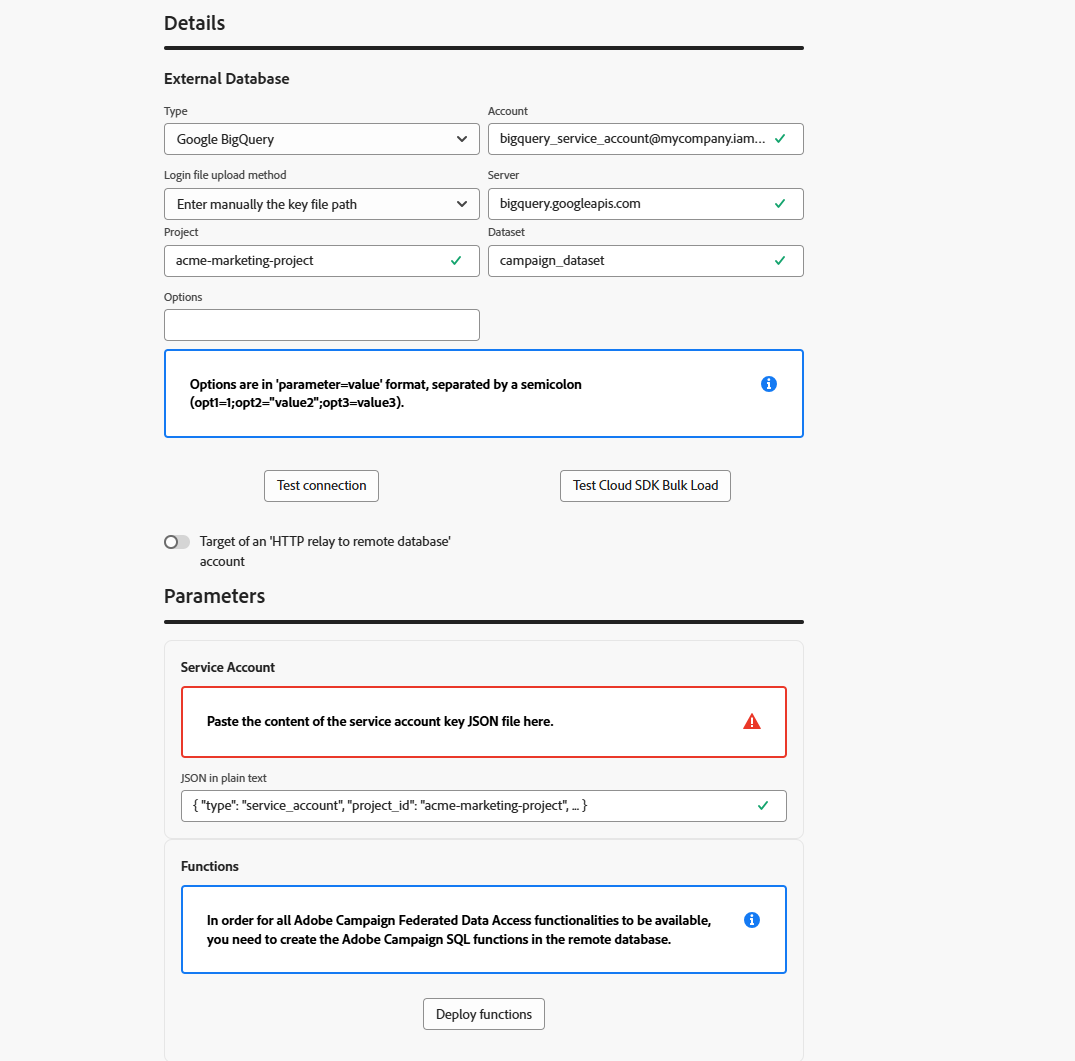 Details
External Database
Type
Account
Google BigQuery
bigquery_service_account@mycompany.iam...
Login file upload method
Server
Enter manually the key file path
bigquery.googleapis.com
Project
Dataset
acme-marketing-project
campaign_dataset
Options
Options are in 'parameter=value' format, separated by a semicolon
(opt1=1;opt2="value2";opt3=value3).
Test connection
Test Cloud SDK Bulk Load
Target of an 'HTTP relay to remote database'
account
Parameters
Service Account
Paste the content of the service account key JSON file here.
JSON in plain text
{ "type": "service_account", "project_id": "acme-marketing-project", ... }
Functions
In order for all Adobe Campaign Federated Data Access functionalities to be available,
you need to create the Adobe Campaign SQL functions in the remote database.
Deploy functions